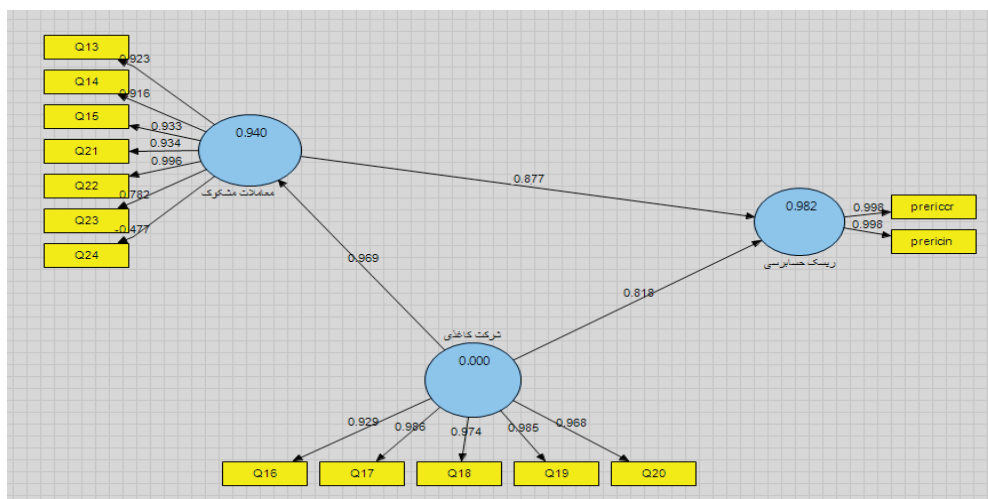 Q13
0.923
Q14
0.916
Q15
0.933
Q21
0.934
Q22
0.996
Q23
0.782
Q24
-0.477
0.940
معاملات مشکوک
0.877
0.982
ریسک حسابرسی
prericcr
0.998
prericin
0.998
0.969
0.818
شرکت کاغذی
0.000
0.929
0.986
0.974
0.985
0.968
Q16
Q17
Q18
Q19
Q20